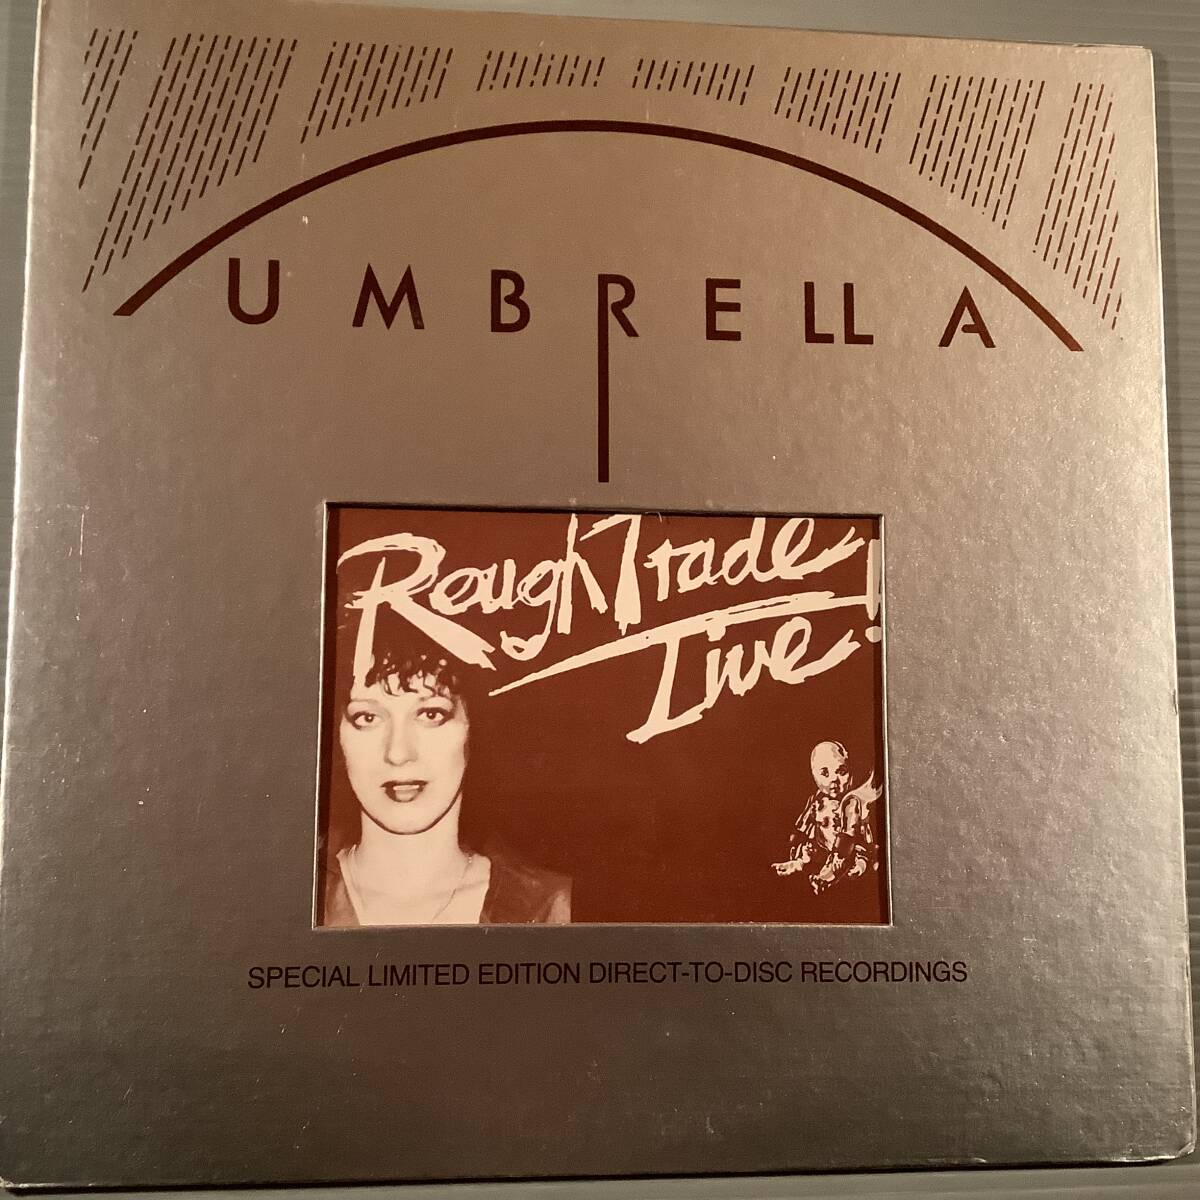 UMBRELLA
Rough Trade
Live!
SPECIAL LIMITED EDITION DIRECT-TO-DISC RECORDINGS